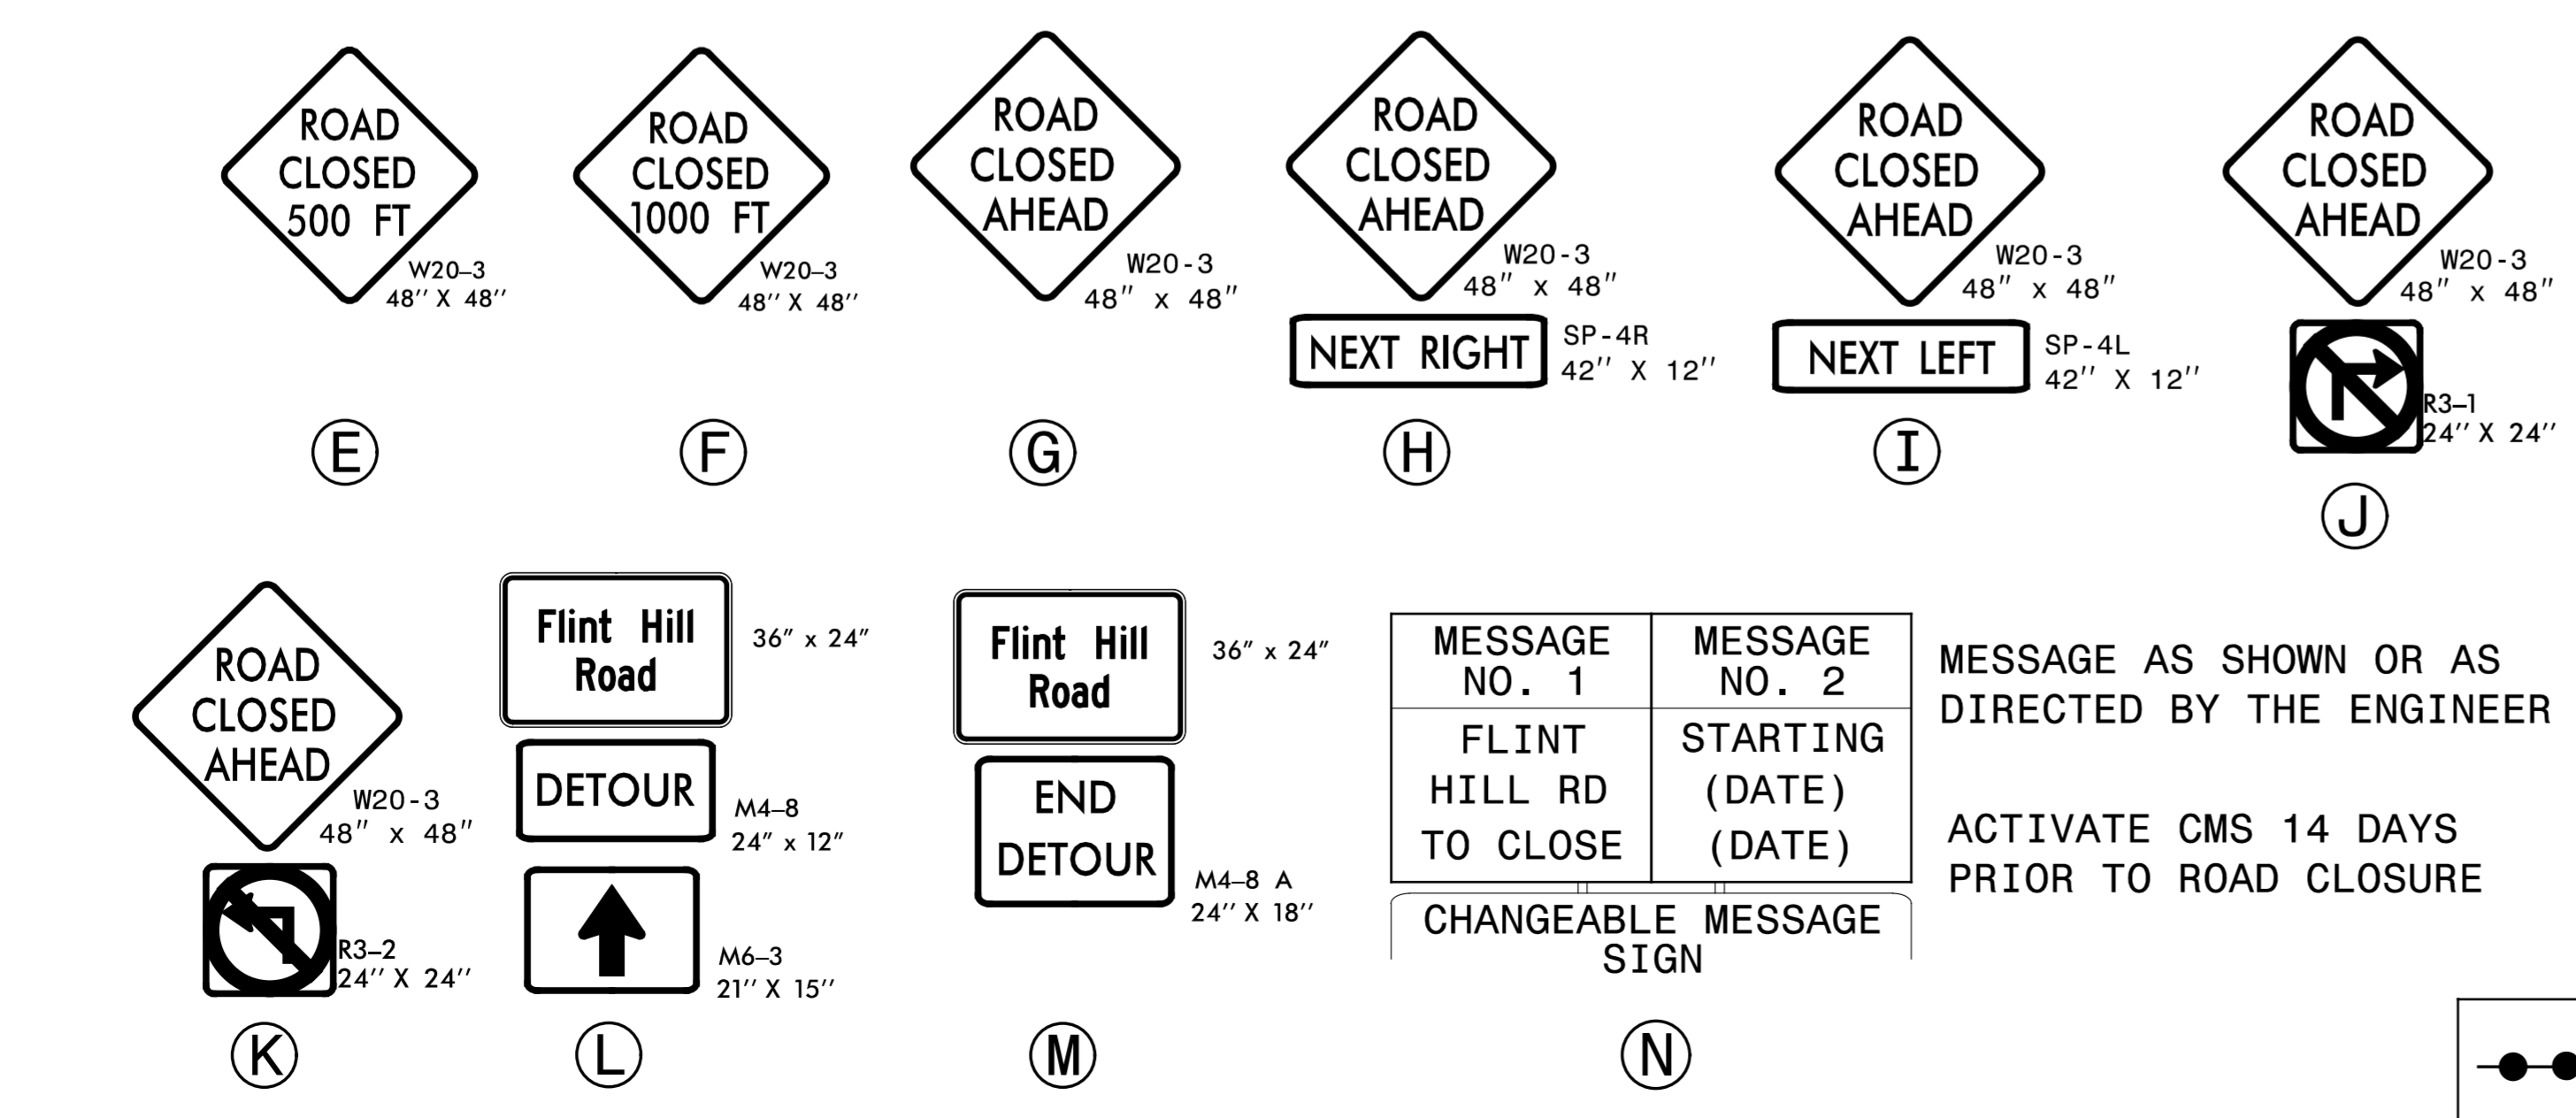 ROAD
CLOSED
500 FT
W20–3
48'' X 48''
E
ROAD
CLOSED
1000 FT
W20–3
48'' X 48''
F
ROAD
CLOSED
AHEAD
W20-3
48" x 48"
G
ROAD
CLOSED
AHEAD
W20-3
48" x 48"
NEXT RIGHT
SP-4R
42'' X 12''
H
ROAD
CLOSED
AHEAD
W20-3
48" x 48"
NEXT LEFT
SP-4L
42'' X 12''
I
ROAD
CLOSED
AHEAD
W20-3
48" x 48"
R3–1
24'' X 24''
J
ROAD
CLOSED
AHEAD
W20-3
48" x 48"
R3–2
24'' X 24''
K
Flint Hill
Road
36" x 24"
DETOUR
M4–8
24" x 12"
M6–3
21'' X 15''
L
Flint Hill
Road
36" x 24"
END
DETOUR
M4–8 A
24'' X 18''
M
MESSAGE
NO. 1
MESSAGE
NO. 2
FLINT
HILL RD
TO CLOSE
STARTING
(DATE)
(DATE)
CHANGEABLE MESSAGE
SIGN
N
MESSAGE AS SHOWN OR AS
DIRECTED BY THE ENGINEER
ACTIVATE CMS 14 DAYS
PRIOR TO ROAD CLOSURE